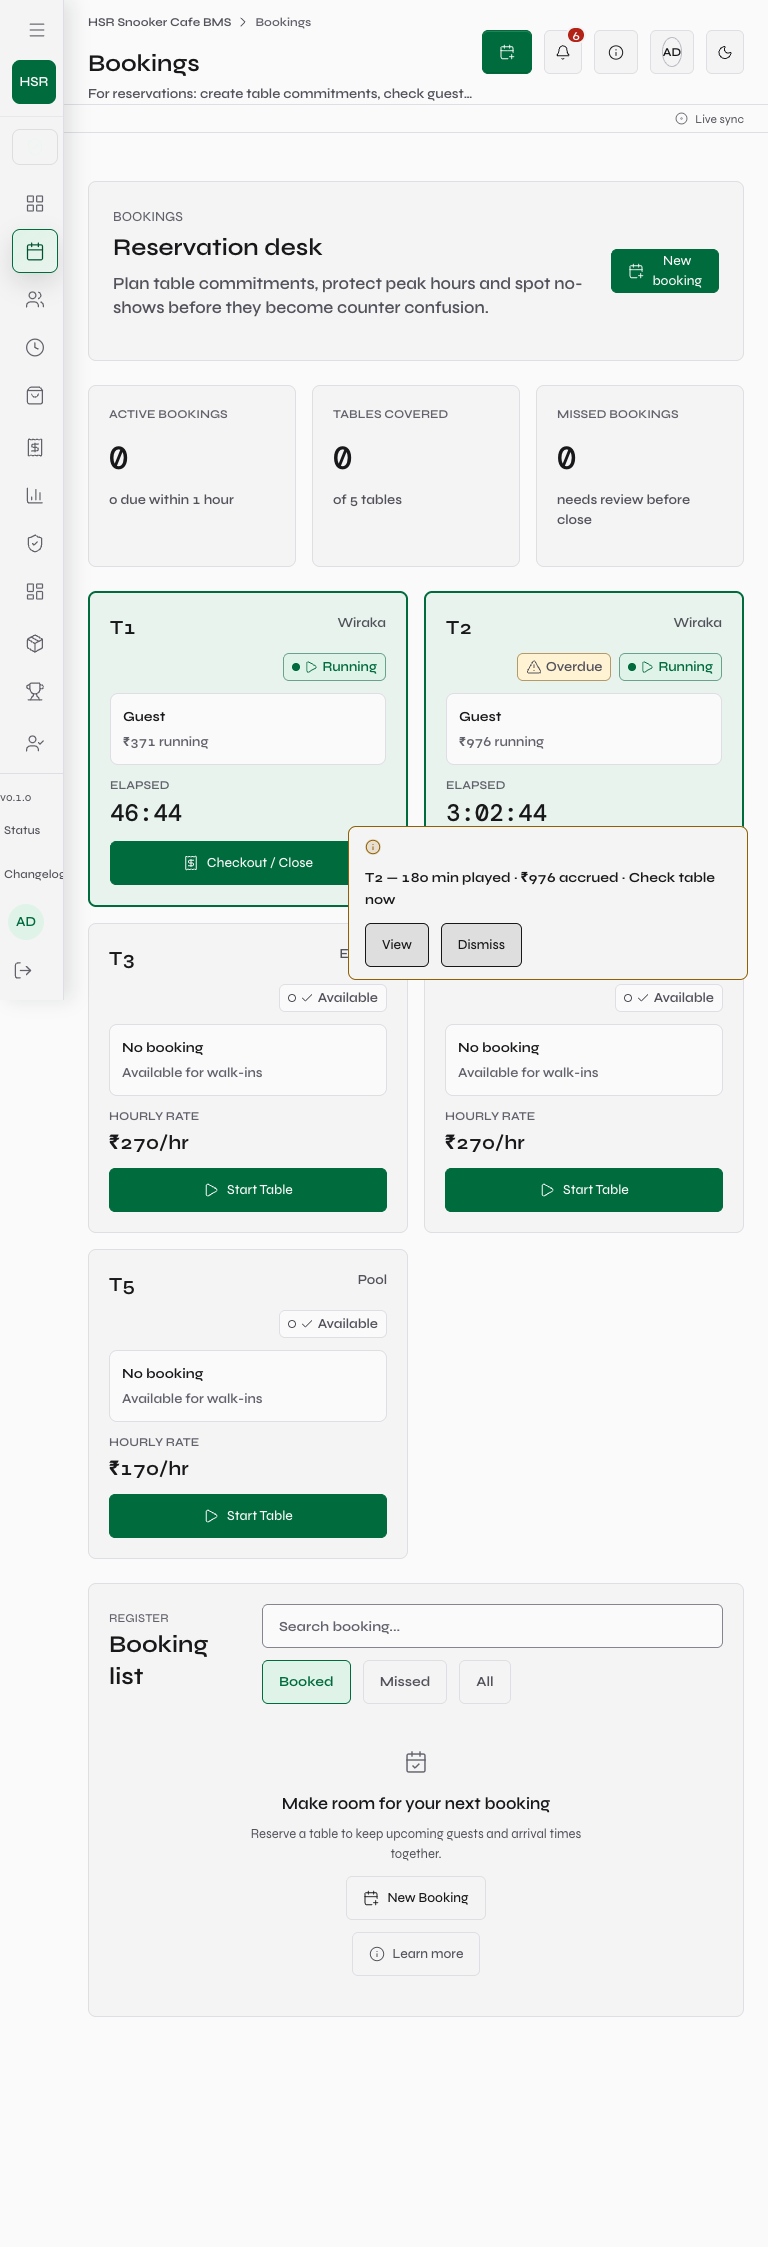 HSR Snooker Cafe BMS > Bookings
Bookings
For reservations: create table commitments, check guest...
6
AD
HSR
Live sync
BOOKINGS
Reservation desk
Plan table commitments, protect peak hours and spot no-
shows before they become counter confusion.
New
booking
ACTIVE BOOKINGS
0
0 due within 1 hour
TABLES COVERED
0
of 5 tables
MISSED BOOKINGS
0
needs review before
close
T1
Wiraka
Running
Guest
₹371 running
ELAPSED
46:44
Checkout / Close
T2
Wiraka
Overdue
Running
Guest
₹976 running
ELAPSED
3:02:44
T2 — 180 min played · ₹976 accrued · Check table
now
View
Dismiss
v0.1.0
Status
Changelog
AD
T3
Available
No booking
Available for walk-ins
HOURLY RATE
₹270/hr
Start Table
Available
No booking
Available for walk-ins
HOURLY RATE
₹270/hr
Start Table
T5
Pool
Available
No booking
Available for walk-ins
HOURLY RATE
₹170/hr
Start Table
REGISTER
Booking
list
Search booking...
Booked
Missed
All
Make room for your next booking
Reserve a table to keep upcoming guests and arrival times
together.
New Booking
Learn more